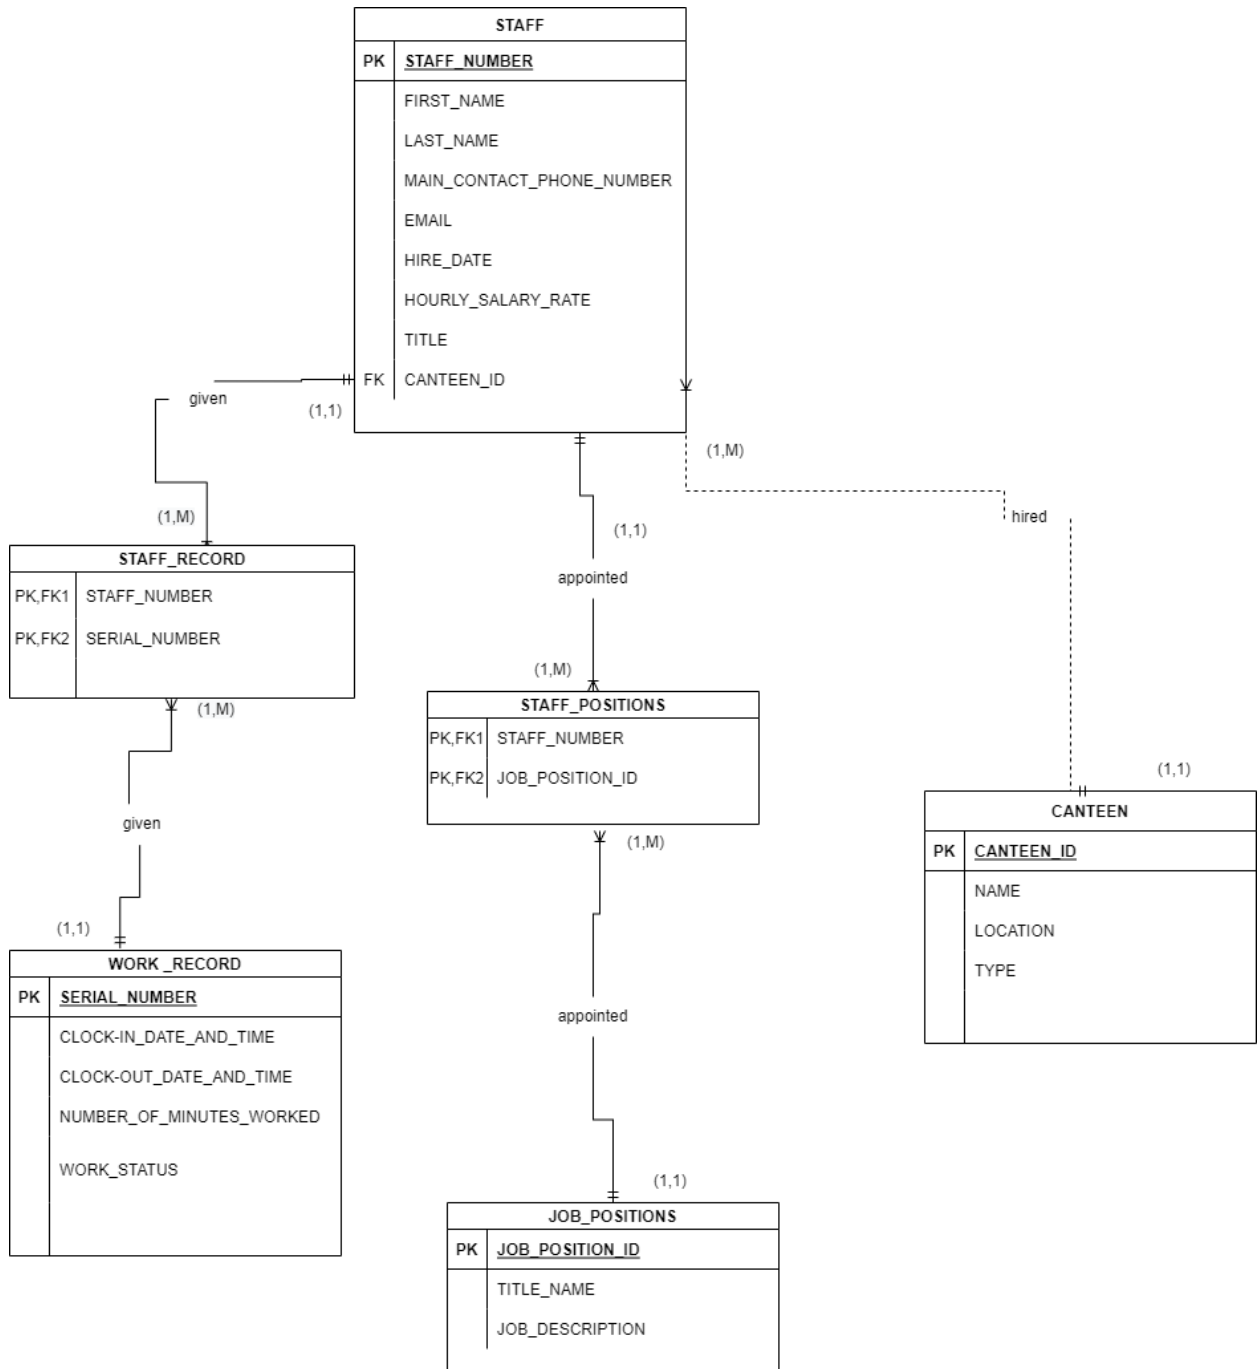 STAFF
PK STAFF_NUMBER
FIRST_NAME
LAST_NAME
MAIN_CONTACT_PHONE_NUMBER
EMAIL
HIRE_DATE
HOURLY_SALARY_RATE
TITLE
FK CANTEEN_ID
given
(1,1)
(1,M)
hired
(1,M)
(1,1)
appointed
STAFF_RECORD
PK,FK1 STAFF_NUMBER
PK,FK2 SERIAL_NUMBER
(1,M)
(1,M)
STAFF_POSITIONS
PK,FK1 STAFF_NUMBER
PK,FK2 JOB_POSITION_ID
(1,M)
(1,1)
CANTEEN
PK CANTEEN_ID
NAME
LOCATION
TYPE
given
(1,1)
WORK _RECORD
PK SERIAL_NUMBER
CLOCK-IN_DATE_AND_TIME
CLOCK-OUT_DATE_AND_TIME
NUMBER_OF_MINUTES_WORKED
WORK_STATUS
appointed
(1,1)
JOB_POSITIONS
PK JOB_POSITION_ID
TITLE_NAME
JOB_DESCRIPTION